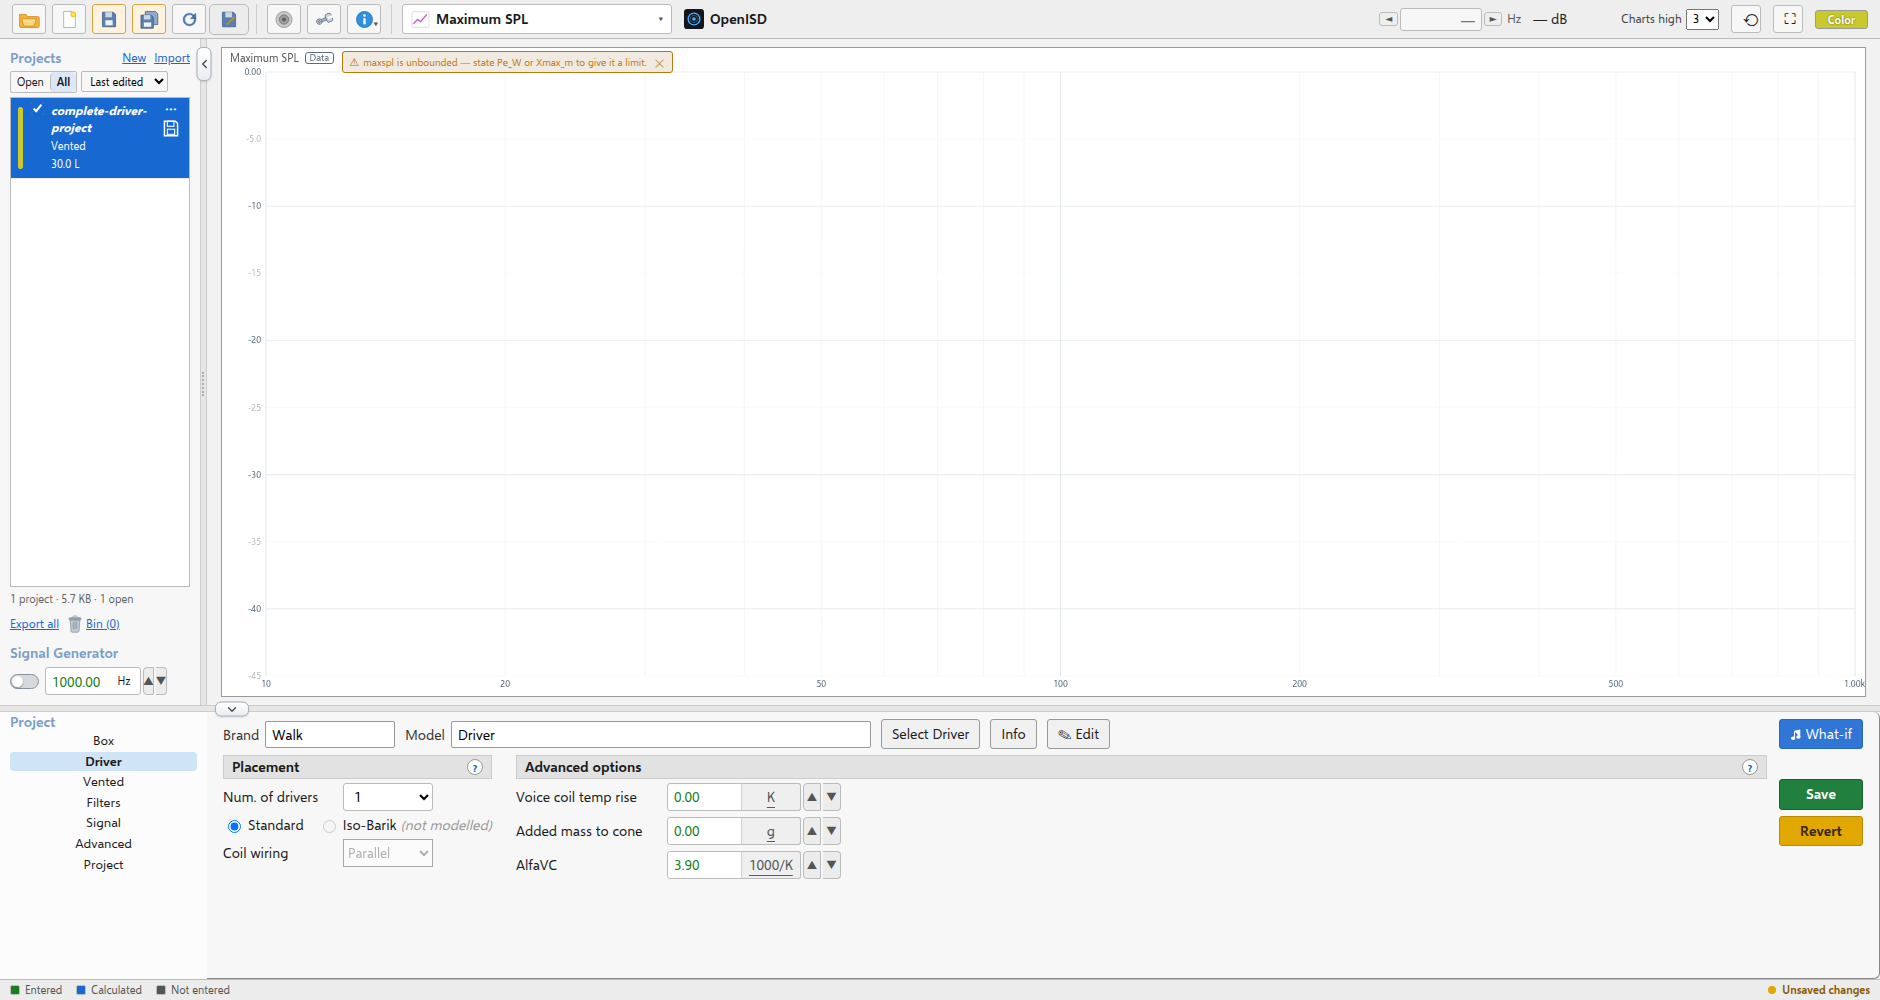 Maximum SPL
OpenISD
— Hz — dB
Charts high 3
Color
Projects New Import
Open All Last edited
complete-driver-project
Vented
30.0 L
1 project · 5.7 KB · 1 open
Export all Bin (0)
Signal Generator
1000.00 Hz
Maximum SPL Data ⚠ maxspl is unbounded — state Pe_W or Xmax_m to give it a limit. ×
0.00
-5.0
-10
-15
-20
-25
-30
-35
-40
-45
10 20 50 100 200 500 1.00k
Project
Box
Driver
Vented
Filters
Signal
Advanced
Project
Brand Walk Model Driver Select Driver Info Edit What-if
Placement ? Advanced options ?
Num. of drivers 1 Voice coil temp rise 0.00 K
Standard Iso-Barik (not modelled) Added mass to cone 0.00 g
Coil wiring Parallel AlfaVC 3.90 1000/K
Save
Revert
Entered Calculated Not entered Unsaved changes